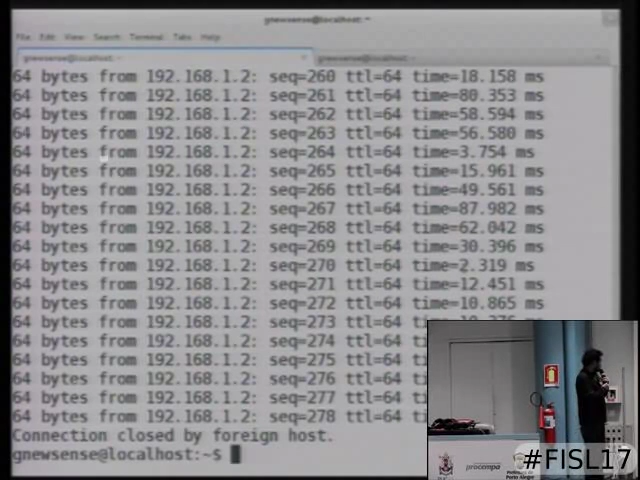 gnewsense@localhost: ~
File Edit View Search Terminal Tabs Help
gnewsense@localhost: ~ × gnewsense@localhost: ~ ×
64 bytes from 192.168.1.2: seq=260 ttl=64 time=18.158 ms
64 bytes from 192.168.1.2: seq=261 ttl=64 time=80.353 ms
64 bytes from 192.168.1.2: seq=262 ttl=64 time=58.594 ms
64 bytes from 192.168.1.2: seq=263 ttl=64 time=56.580 ms
64 bytes from 192.168.1.2: seq=264 ttl=64 time=3.754 ms
64 bytes from 192.168.1.2: seq=265 ttl=64 time=15.961 ms
64 bytes from 192.168.1.2: seq=266 ttl=64 time=49.561 ms
64 bytes from 192.168.1.2: seq=267 ttl=64 time=87.982 ms
64 bytes from 192.168.1.2: seq=268 ttl=64 time=62.042 ms
64 bytes from 192.168.1.2: seq=269 ttl=64 time=30.396 ms
64 bytes from 192.168.1.2: seq=270 ttl=64 time=2.319 ms
64 bytes from 192.168.1.2: seq=271 ttl=64 time=12.451 ms
64 bytes from 192.168.1.2: seq=272 ttl=64 time=10.865 ms
64 bytes from 192.168.1.2: seq=273 ttl=64
64 bytes from 192.168.1.2: seq=274 ttl=64
64 bytes from 192.168.1.2: seq=275 ttl=64
64 bytes from 192.168.1.2: seq=276 ttl=64
64 bytes from 192.168.1.2: seq=277 ttl=64
64 bytes from 192.168.1.2: seq=278 ttl=64
Connection closed by foreign host.
gnewsense@localhost:~$
procempa
Porto Alegre
#FISL17